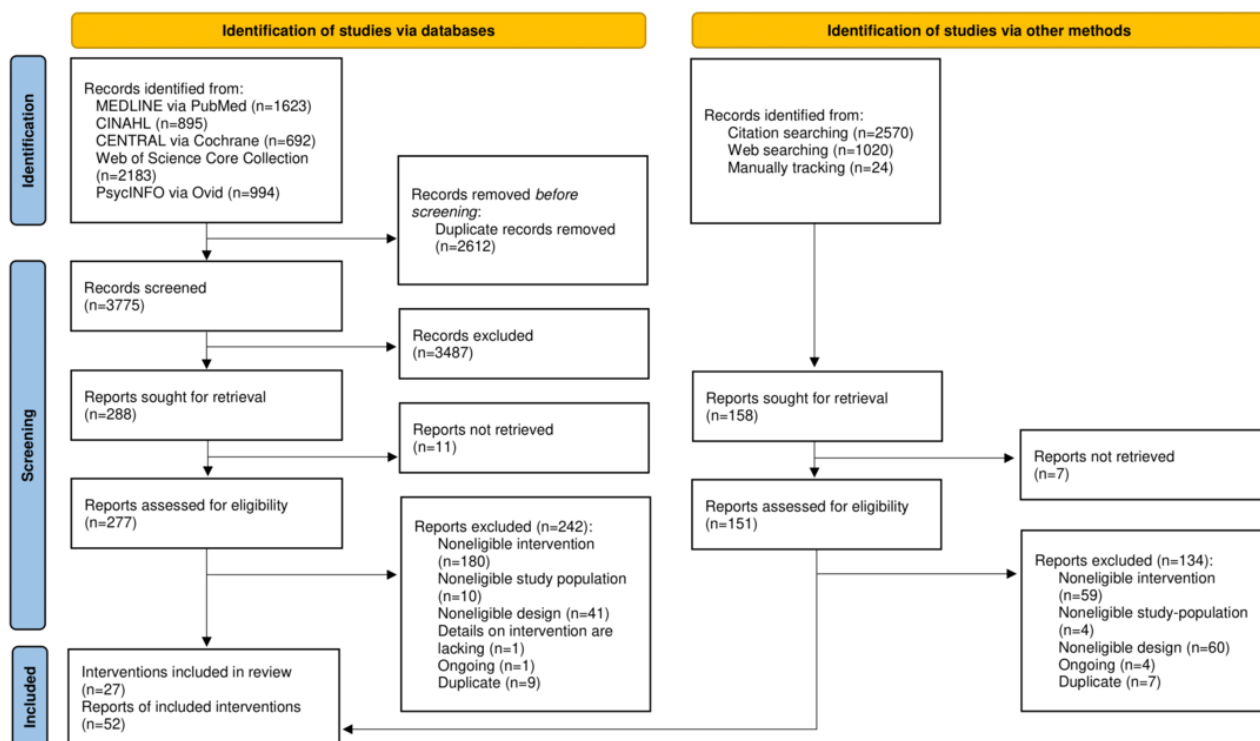 Identification of studies via databases
Identification of studies via other methods
Identification
Records identified from:
MEDLINE via PubMed (n=1623)
CINAHL (n=895)
CENTRAL via Cochrane (n=692)
Web of Science Core Collection
(n=2183)
PsycINFO via Ovid (n=994)
Records removed before
screening:
Duplicate records removed
(n=2612)
Records identified from:
Citation searching (n=2570)
Web searching (n=1020)
Manually tracking (n=24)
Screening
Records screened
(n=3775)
Records excluded
(n=3487)
Reports sought for retrieval
(n=288)
Reports not retrieved
(n=11)
Reports sought for retrieval
(n=158)
Reports not retrieved
(n=7)
Reports assessed for eligibility
(n=277)
Reports excluded (n=242):
Noneligible intervention
(n=180)
Noneligible study population
(n=10)
Noneligible design (n=41)
Details on intervention are
lacking (n=1)
Ongoing (n=1)
Duplicate (n=9)
Reports assessed for eligibility
(n=151)
Reports excluded (n=134):
Noneligible intervention
(n=59)
Noneligible study-population
(n=4)
Noneligible design (n=60)
Ongoing (n=4)
Duplicate (n=7)
Included
Interventions included in review
(n=27)
Reports of included interventions
(n=52)